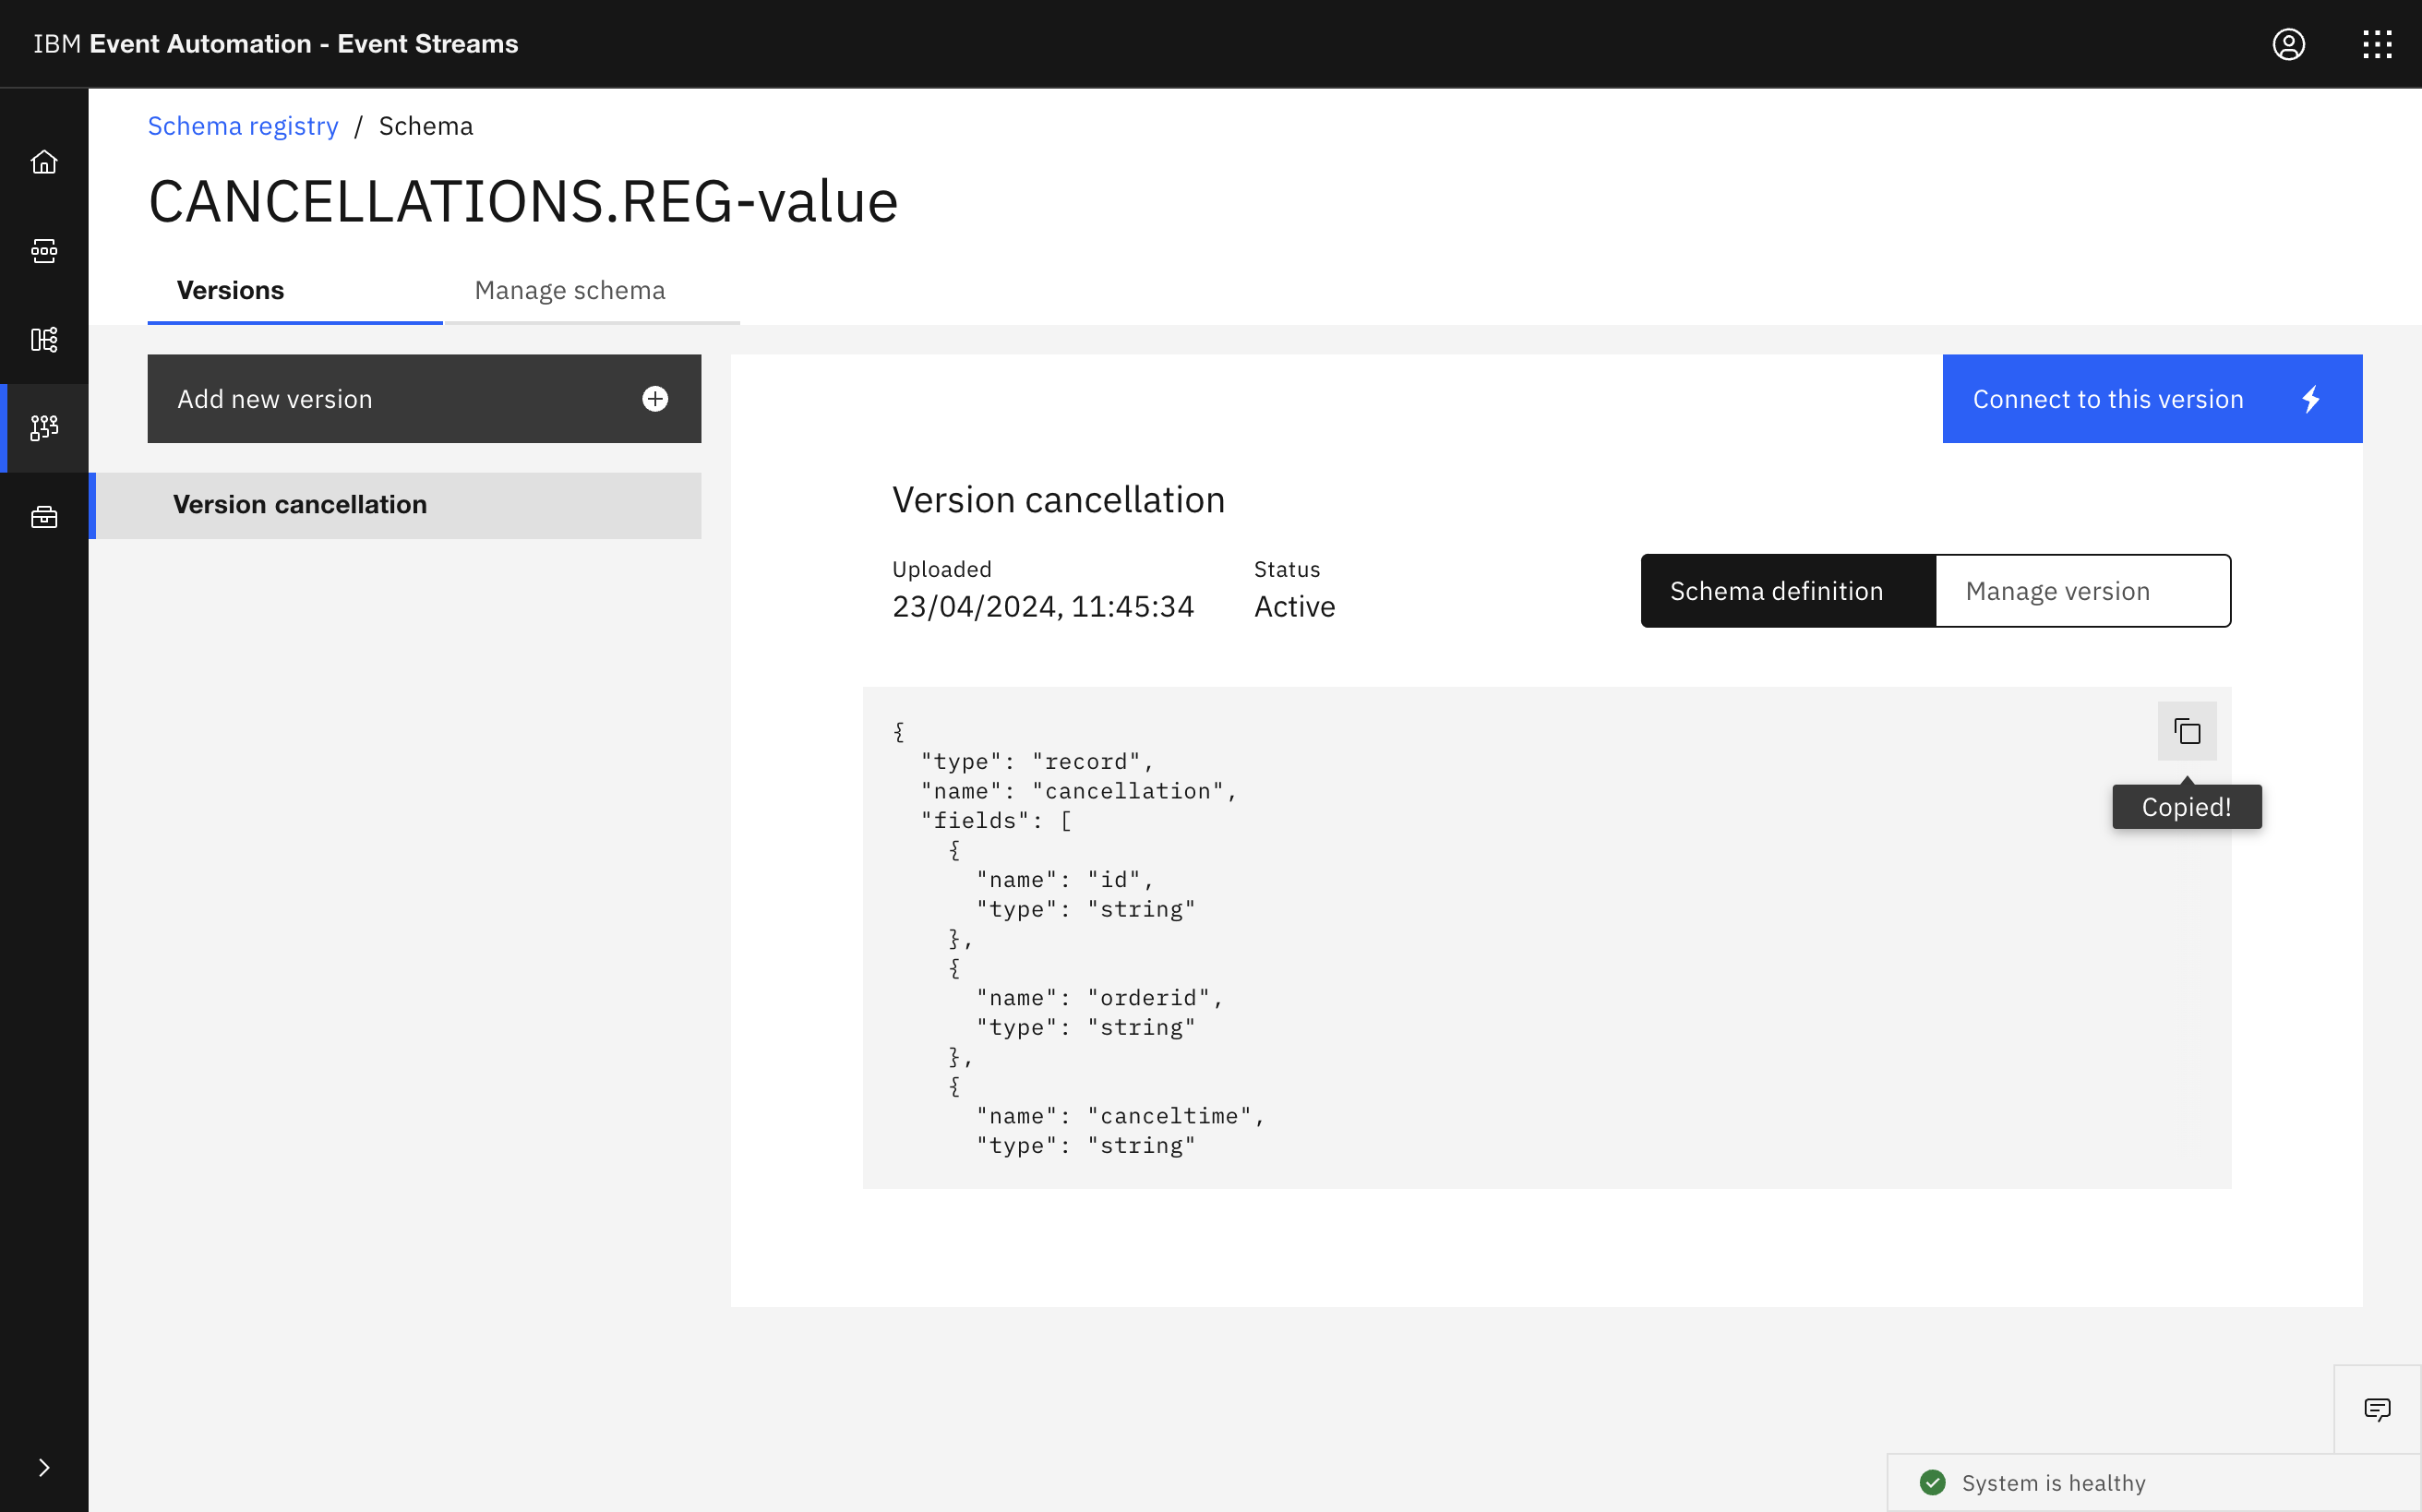 IBM Event Automation - Event Streams
Schema registry / Schema
CANCELLATIONS.REG-value
Versions
Manage schema
Add new version
Connect to this version
Version cancellation
Version cancellation
Uploaded
Status
23/04/2024, 11:45:34
Active
Schema definition
Manage version
{
  "type": "record",
  "name": "cancellation",
  "fields": [
    {
      "name": "id",
      "type": "string"
    },
    {
      "name": "orderid",
      "type": "string"
    },
    {
      "name": "canceltime",
      "type": "string"
Copied!
System is healthy